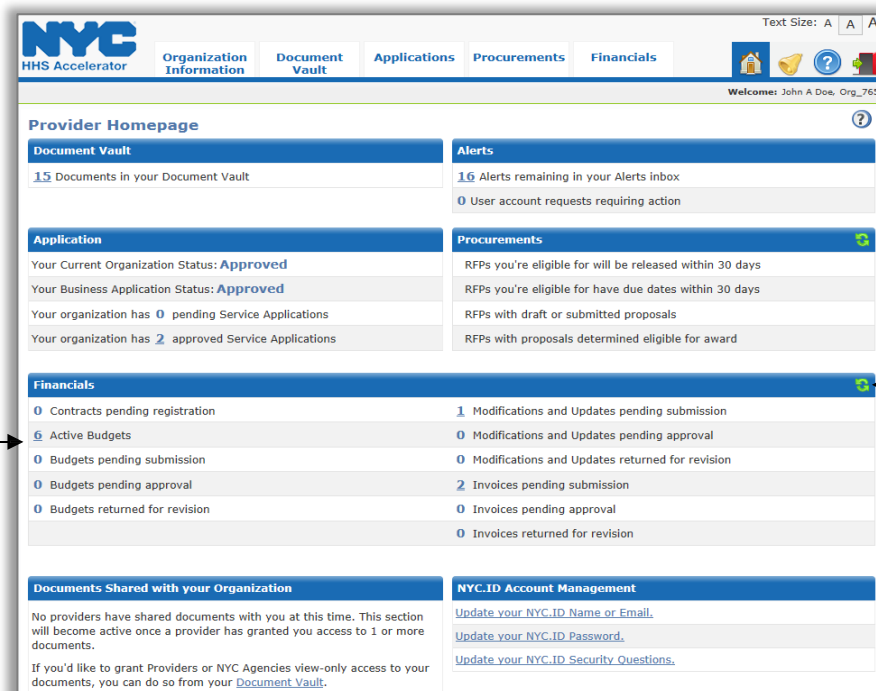 Text Size: A A A
NYC
HHS Accelerator
Organization Information
Document Vault
Applications
Procurements
Financials
Welcome: John A Doe, Org_765
Provider Homepage
Document Vault
15 Documents in your Document Vault
Alerts
16 Alerts remaining in your Alerts inbox
0 User account requests requiring action
Application
Your Current Organization Status: Approved
Your Business Application Status: Approved
Your organization has 0 pending Service Applications
Your organization has 2 approved Service Applications
Procurements
RFPs you're eligible for will be released within 30 days
RFPs you're eligible for have due dates within 30 days
RFPs with draft or submitted proposals
RFPs with proposals determined eligible for award
Financials
0 Contracts pending registration
6 Active Budgets
0 Budgets pending submission
0 Budgets pending approval
0 Budgets returned for revision
1 Modifications and Updates pending submission
0 Modifications and Updates pending approval
0 Modifications and Updates returned for revision
2 Invoices pending submission
0 Invoices pending approval
0 Invoices returned for revision
Documents Shared with your Organization
No providers have shared documents with you at this time. This section
will become active once a provider has granted you access to 1 or more
documents.
If you'd like to grant Providers or NYC Agencies view-only access to your
documents, you can do so from your Document Vault.
NYC.ID Account Management
Update your NYC.ID Name or Email.
Update your NYC.ID Password.
Update your NYC.ID Security Questions.